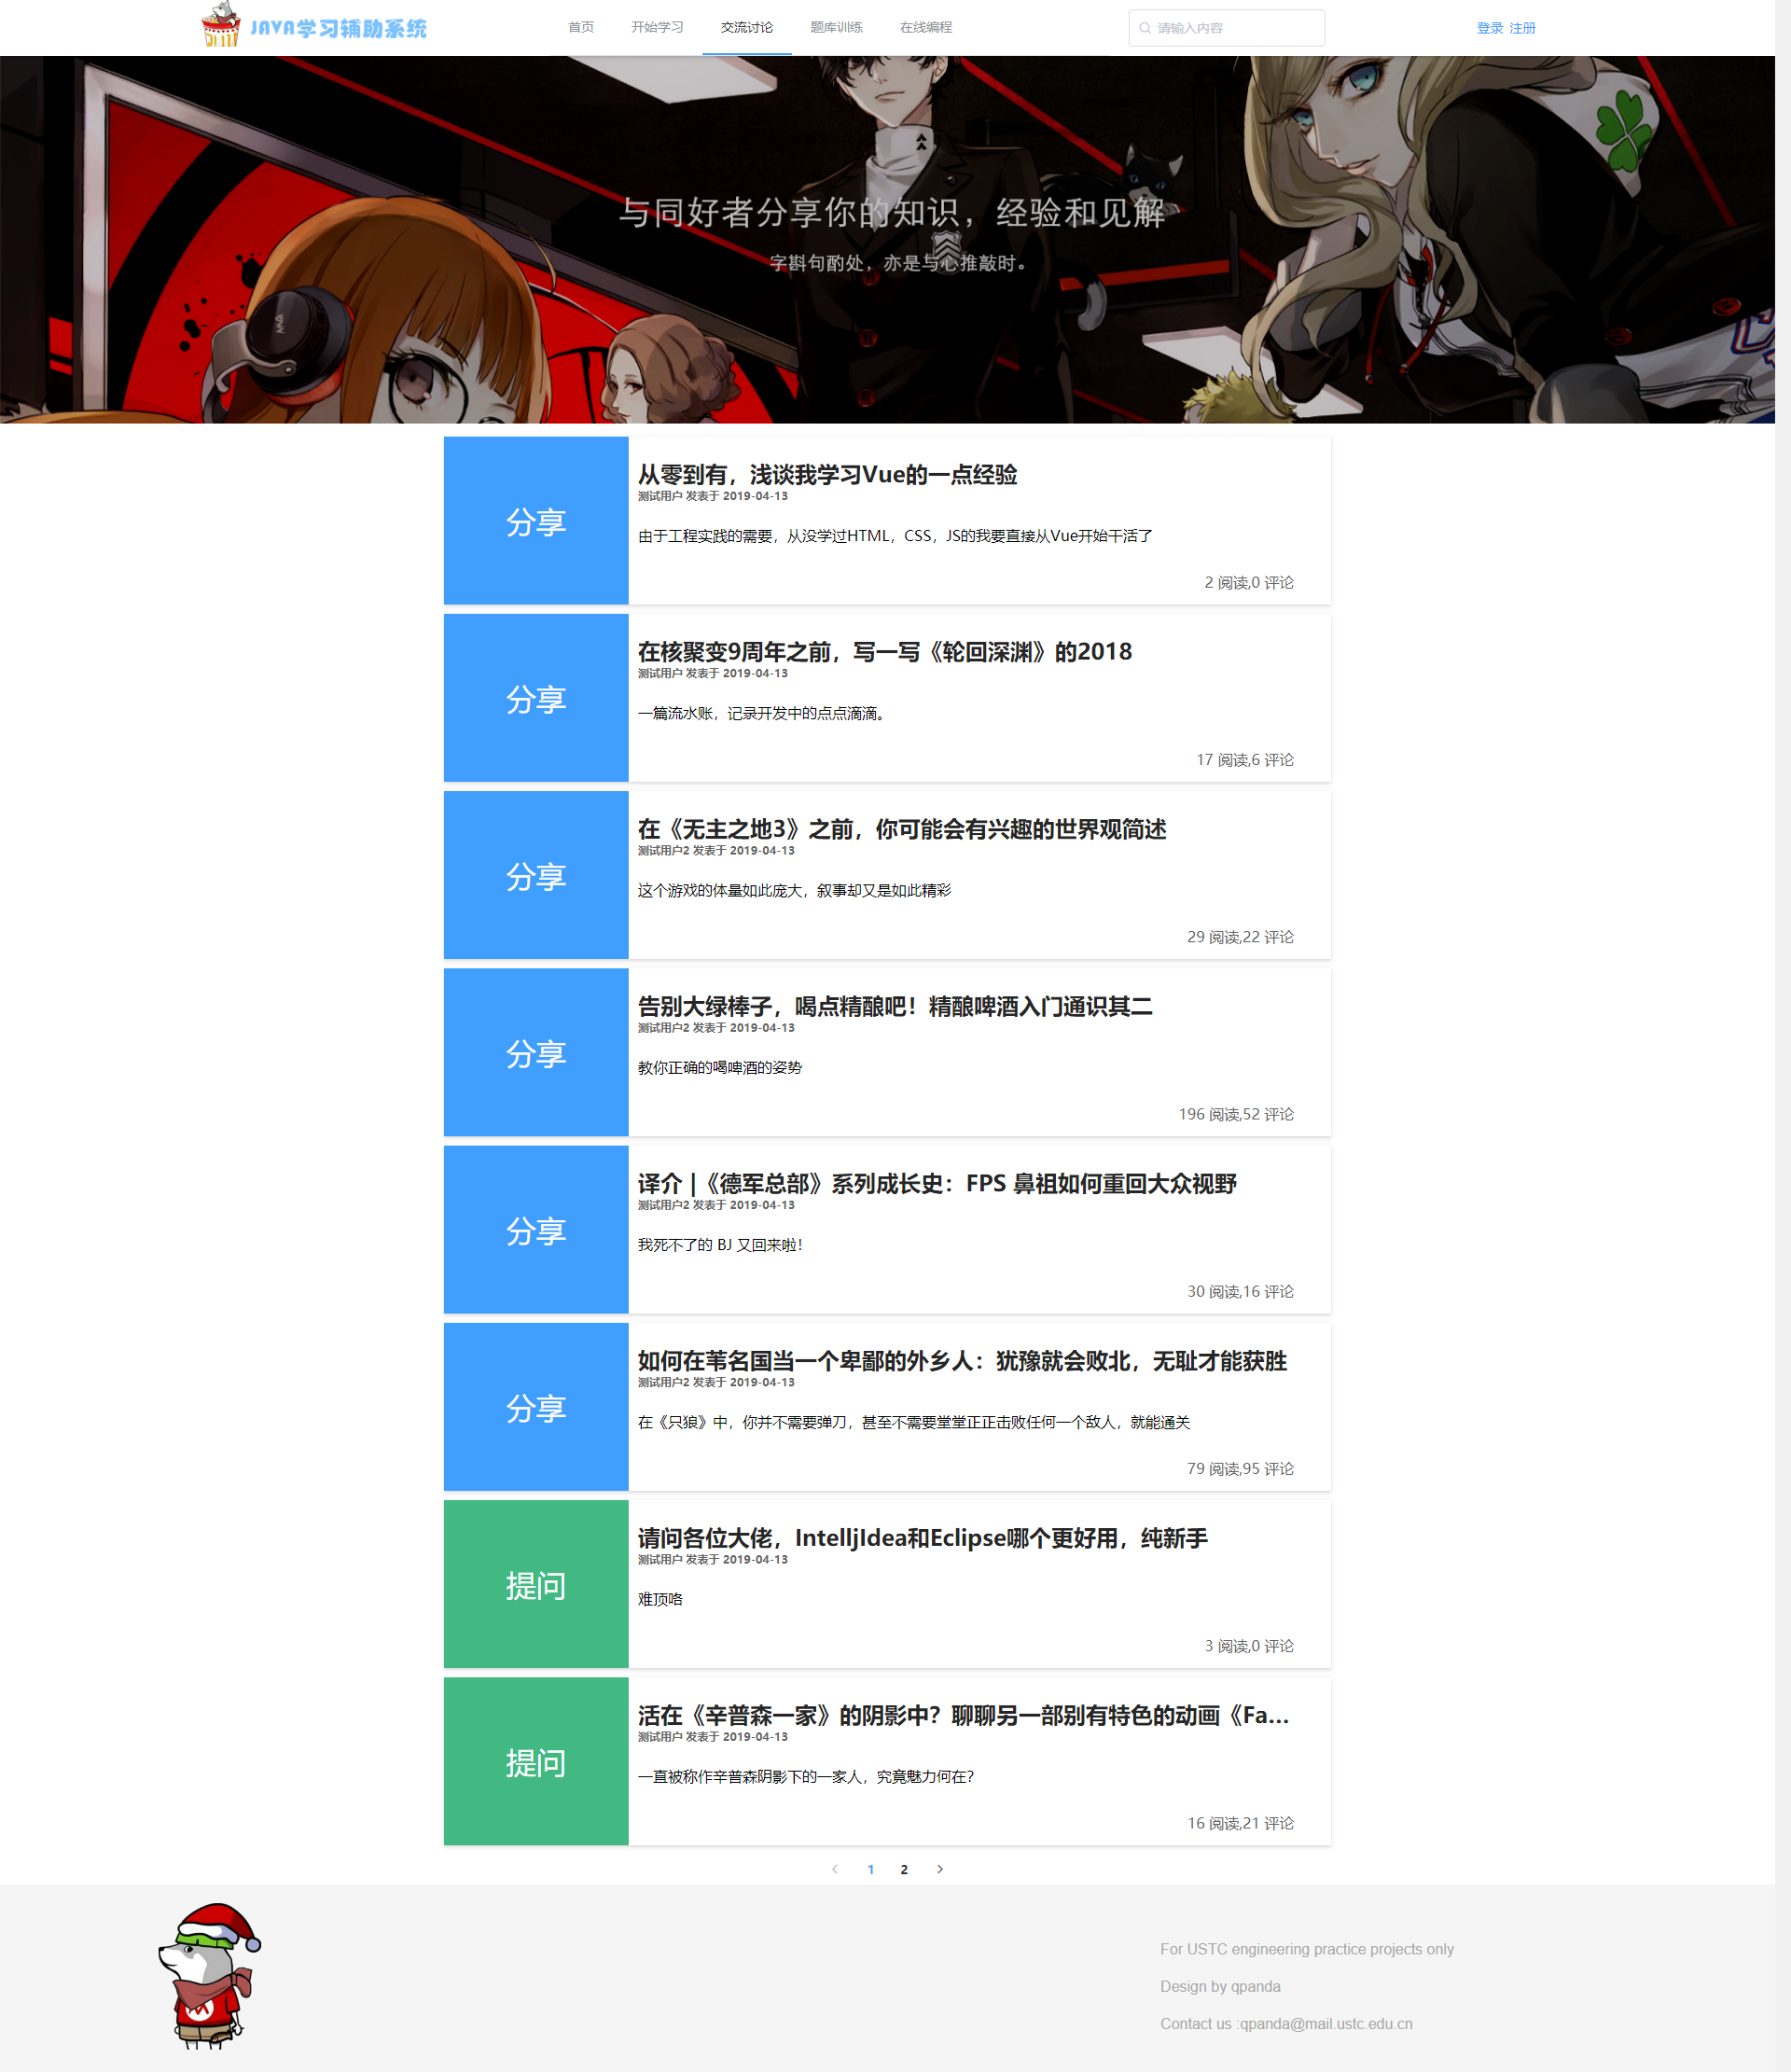 JAVA学习辅助系统
首页 开始学习 交流讨论 题库训练 在线编程 请输入内容 登录 注册
与同好者分享你的知识，经验和见解
字斟句酌处，亦是与心推敲时。
分享
从零到有，浅谈我学习Vue的一点经验
测试用户 发表于 2019-04-13
由于工程实践的需要，从没学过HTML，CSS，JS的我要直接从Vue开始干活了
2 阅读,0 评论
分享
在核聚变9周年之前，写一写《轮回深渊》的2018
测试用户 发表于 2019-04-13
一篇流水账，记录开发中的点点滴滴。
17 阅读,6 评论
分享
在《无主之地3》之前，你可能会有兴趣的世界观简述
测试用户2 发表于 2019-04-13
这个游戏的体量如此庞大，叙事却又是如此精彩
29 阅读,22 评论
分享
告别大绿棒子，喝点精酿吧！精酿啤酒入门通识其二
测试用户2 发表于 2019-04-13
教你正确的喝啤酒的姿势
196 阅读,52 评论
分享
译介 |《德军总部》系列成长史：FPS 鼻祖如何重回大众视野
测试用户2 发表于 2019-04-13
我死不了的 BJ 又回来啦！
30 阅读,16 评论
分享
如何在苇名国当一个卑鄙的外乡人：犹豫就会败北，无耻才能获胜
测试用户2 发表于 2019-04-13
在《只狼》中，你并不需要弹刀，甚至不需要堂堂正正击败任何一个敌人，就能通关
79 阅读,95 评论
提问
请问各位大佬，IntelljIdea和Eclipse哪个更好用，纯新手
测试用户 发表于 2019-04-13
难顶咯
3 阅读,0 评论
提问
活在《辛普森一家》的阴影中？聊聊另一部别有特色的动画《Fa...
测试用户 发表于 2019-04-13
一直被称作辛普森阴影下的一家人，究竟魅力何在？
16 阅读,21 评论
1 2
For USTC engineering practice projects only
Design by qpanda
Contact us :qpanda@mail.ustc.edu.cn